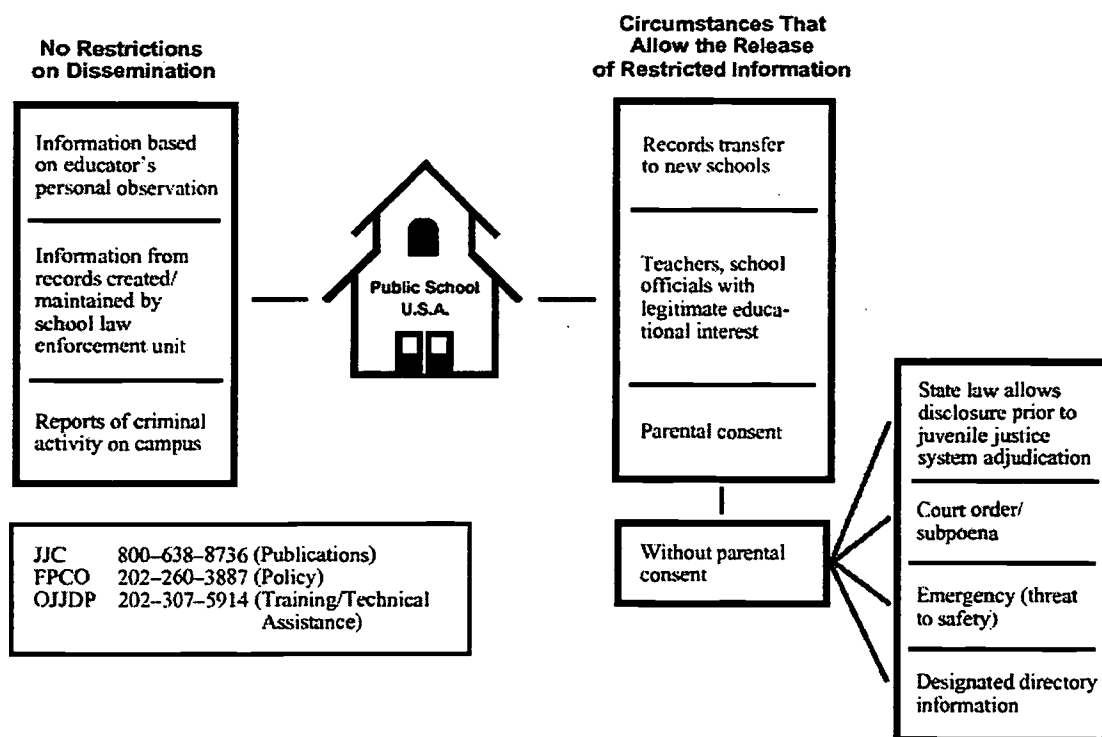 No Restrictions
on Dissemination
Information based
on educator's
personal observation
Information from
records created/
maintained by
school law
enforcement unit
Reports of criminal
activity on campus
Public School
U.S.A.
Circumstances That
Allow the Release
of Restricted Information
Records transfer
to new schools
Teachers, school
officials with
legitimate educa-
tional interest
Parental consent
Without parental
consent
State law allows
disclosure prior to
juvenile justice
system adjudication
Court order/
subpoena
Emergency (threat
to safety)
Designated directory
information
JJC 800–638–8736 (Publications)
FPCO 202–260–3887 (Policy)
OJJDP 202–307–5914 (Training/Technical
Assistance)